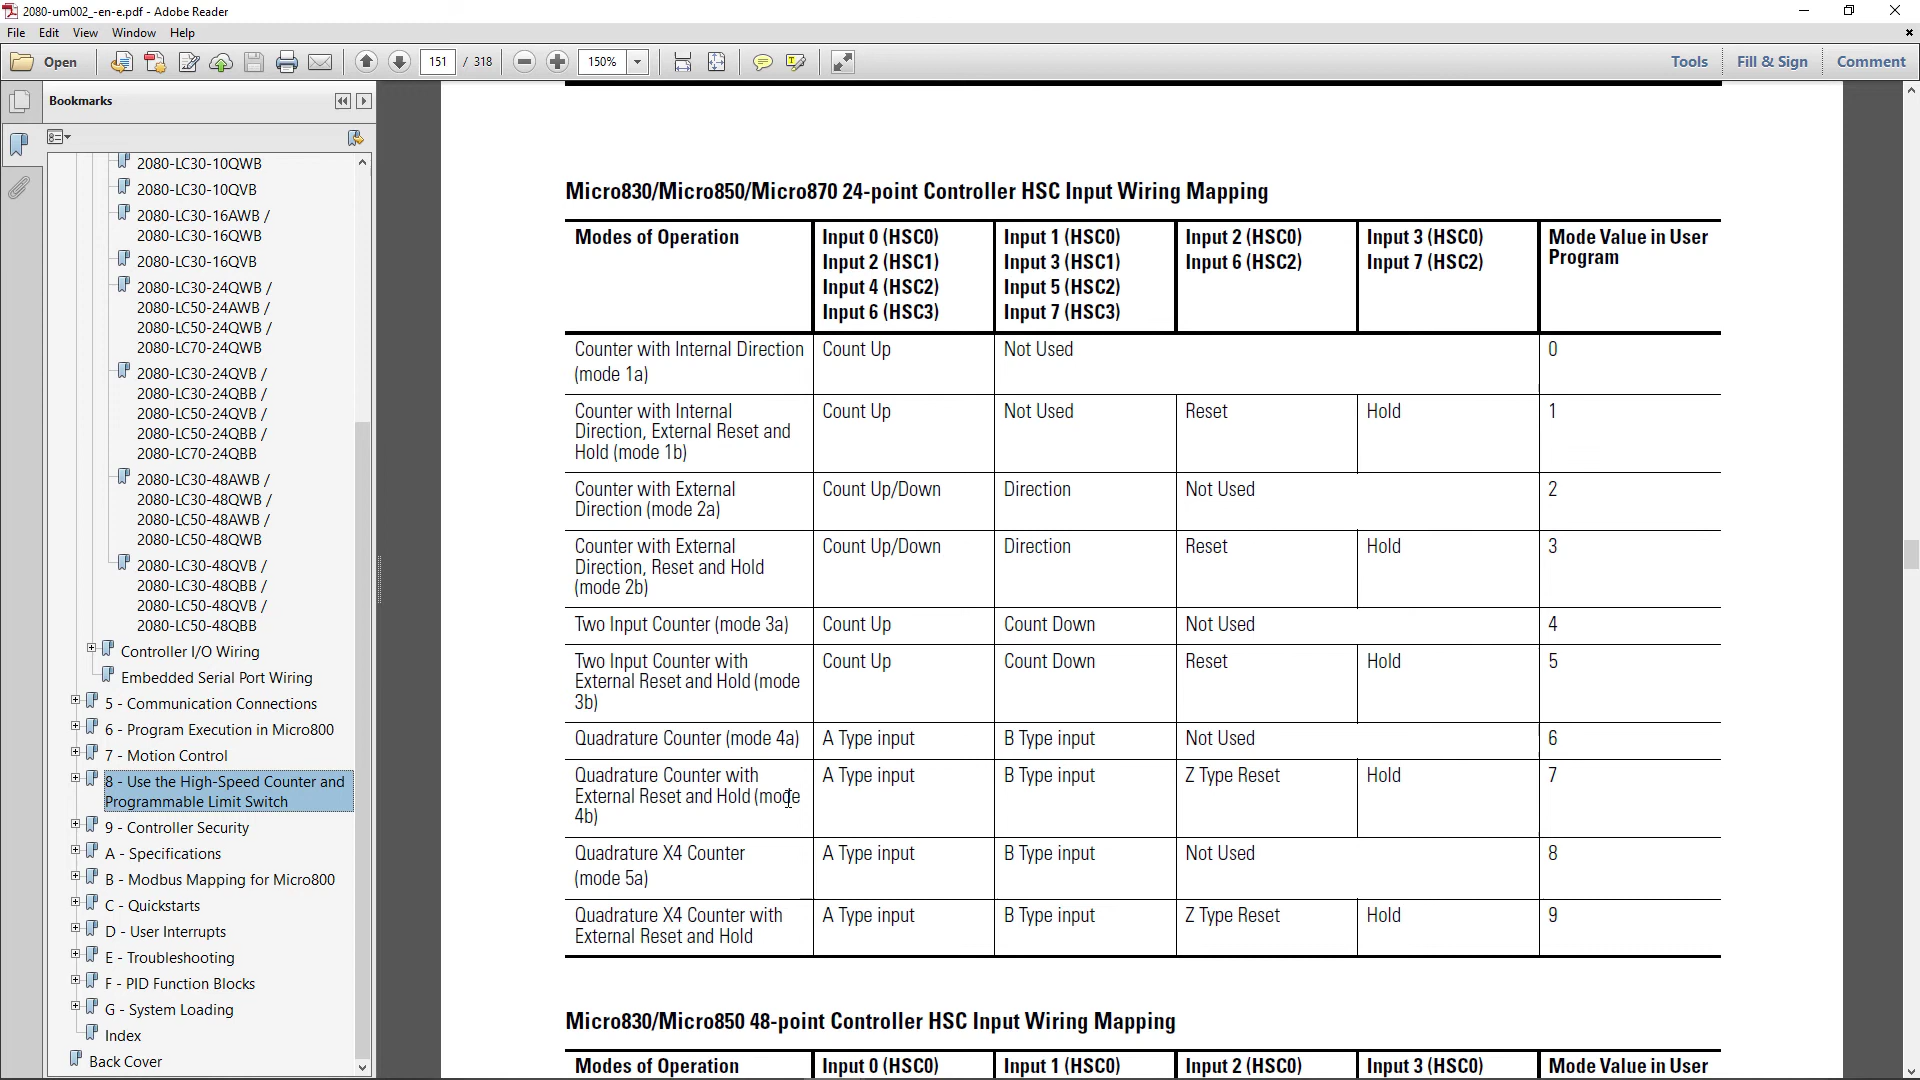 2080-um002_-en-e.pdf - Adobe Reader
File Edit View Window Help
Open 151 / 318 150% Tools Fill & Sign Comment
Bookmarks
2080-LC30-10QWB
2080-LC30-10QVB
2080-LC30-16AWB /
2080-LC30-16QWB
2080-LC30-16QVB
2080-LC30-24QWB /
2080-LC50-24AWB /
2080-LC50-24QWB /
2080-LC70-24QWB
2080-LC30-24QVB /
2080-LC30-24QBB /
2080-LC50-24QVB /
2080-LC50-24QBB /
2080-LC70-24QBB
2080-LC30-48AWB /
2080-LC30-48QWB /
2080-LC50-48AWB /
2080-LC50-48QWB
2080-LC30-48QVB /
2080-LC30-48QBB /
2080-LC50-48QVB /
2080-LC50-48QBB
Controller I/O Wiring
Embedded Serial Port Wiring
5 - Communication Connections
6 - Program Execution in Micro800
7 - Motion Control
8 - Use the High-Speed Counter and
Programmable Limit Switch
9 - Controller Security
A - Specifications
B - Modbus Mapping for Micro800
C - Quickstarts
D - User Interrupts
E - Troubleshooting
F - PID Function Blocks
G - System Loading
Index
Back Cover
Micro830/Micro850/Micro870 24-point Controller HSC Input Wiring Mapping
Modes of Operation Input 0 (HSC0) Input 1 (HSC0) Input 2 (HSC0) Input 3 (HSC0) Mode Value in User
Input 2 (HSC1) Input 3 (HSC1) Input 6 (HSC2) Input 7 (HSC2) Program
Input 4 (HSC2) Input 5 (HSC2)
Input 6 (HSC3) Input 7 (HSC3)
Counter with Internal Direction Count Up Not Used 0
(mode 1a)
Counter with Internal Count Up Not Used Reset Hold 1
Direction, External Reset and
Hold (mode 1b)
Counter with External Count Up/Down Direction Not Used 2
Direction (mode 2a)
Counter with External Count Up/Down Direction Reset Hold 3
Direction, Reset and Hold
(mode 2b)
Two Input Counter (mode 3a) Count Up Count Down Not Used 4
Two Input Counter with Count Up Count Down Reset Hold 5
External Reset and Hold (mode
3b)
Quadrature Counter (mode 4a) A Type input B Type input Not Used 6
Quadrature Counter with A Type input B Type input Z Type Reset Hold 7
External Reset and Hold (mode
4b)
Quadrature X4 Counter A Type input B Type input Not Used 8
(mode 5a)
Quadrature X4 Counter with A Type input B Type input Z Type Reset Hold 9
External Reset and Hold
Micro830/Micro850 48-point Controller HSC Input Wiring Mapping
Modes of Operation Input 0 (HSC0) Input 1 (HSC0) Input 2 (HSC0) Input 3 (HSC0) Mode Value in User